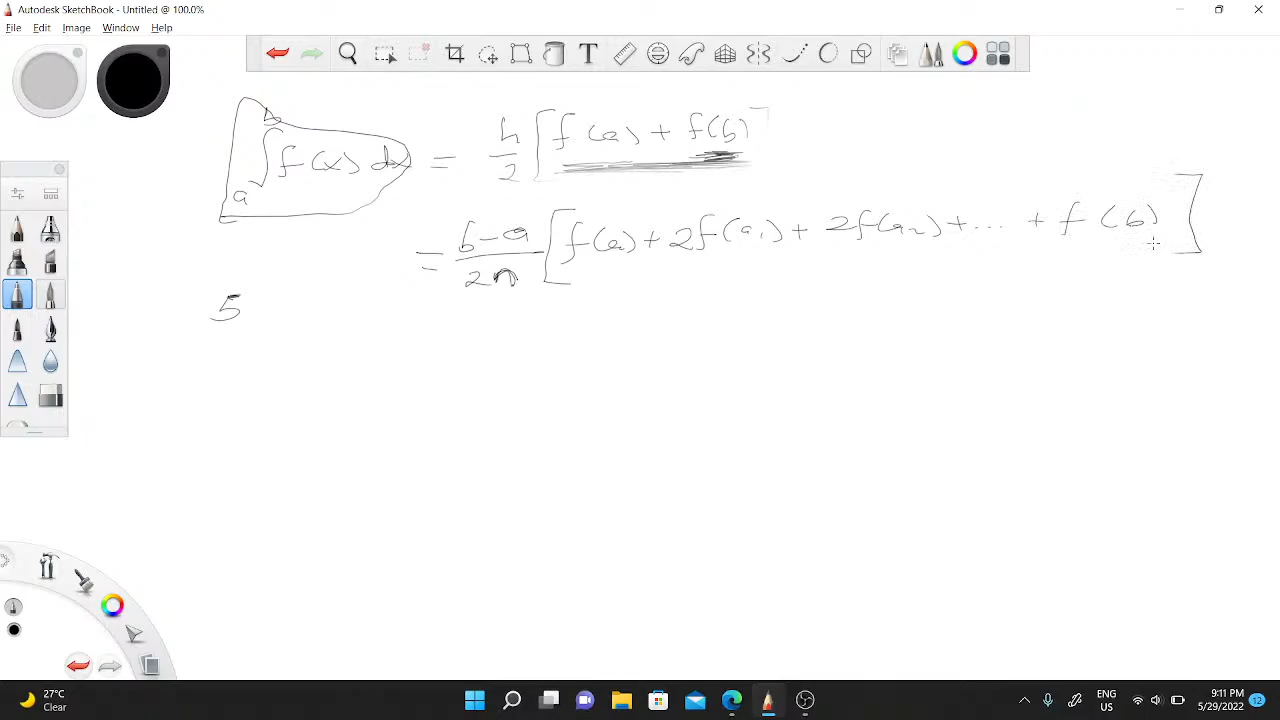 Autodesk SketchBook - Untitled @ 100.0%
File Edit Image Window Help
T
b
∫ f(x) dx = h/2 [f(a) + f(b)]
a
= b-a/2n [f(a) + 2f(a₁) + 2f(a₂) + ... + f(b)]
5
27°C
Clear
ENG
US
9:11 PM
5/29/2022
12